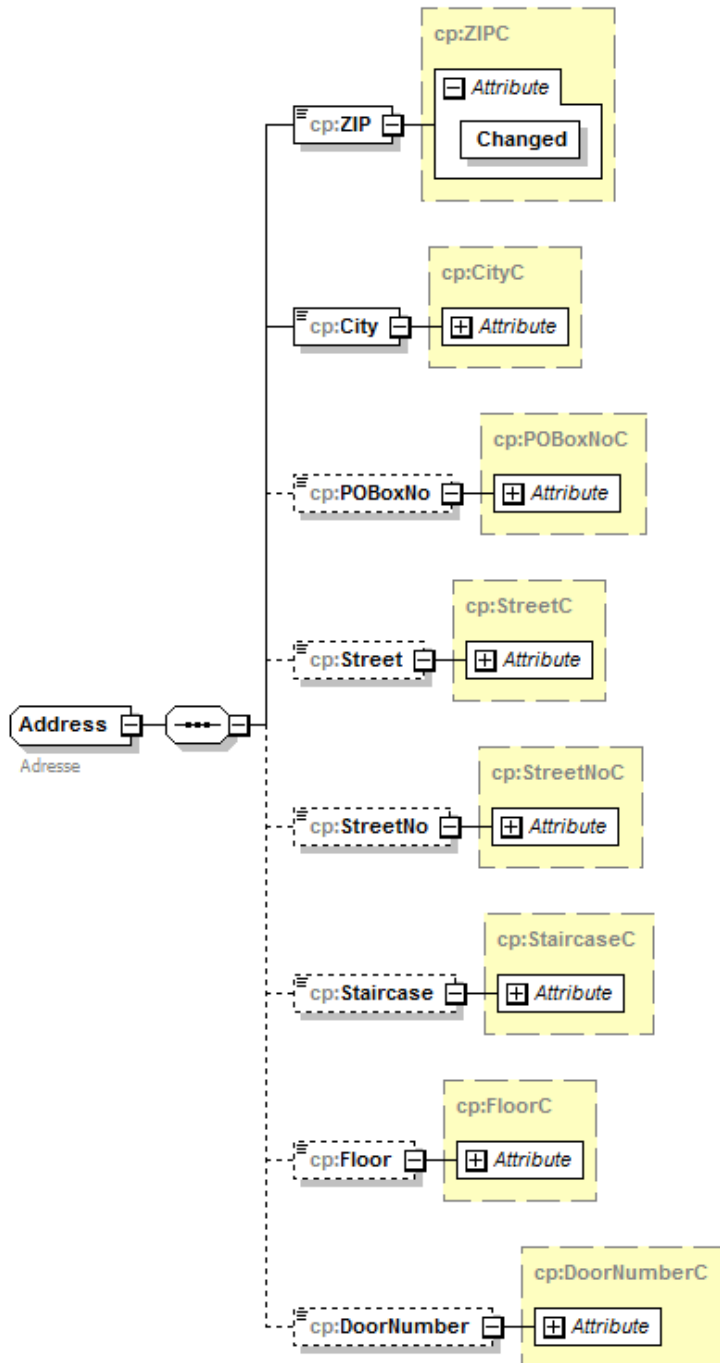 cp:ZIPC
Attribute
cp:ZIP
Changed
cp:CityC
cp:City
Attribute
cp:POBoxNoC
cp:POBoxNo
Attribute
cp:StreetC
cp:Street
Attribute
Address
Adresse
cp:StreetNoC
cp:StreetNo
Attribute
cp:StaircaseC
cp:Staircase
Attribute
cp:FloorC
cp:Floor
Attribute
cp:DoorNumberC
cp:DoorNumber
Attribute